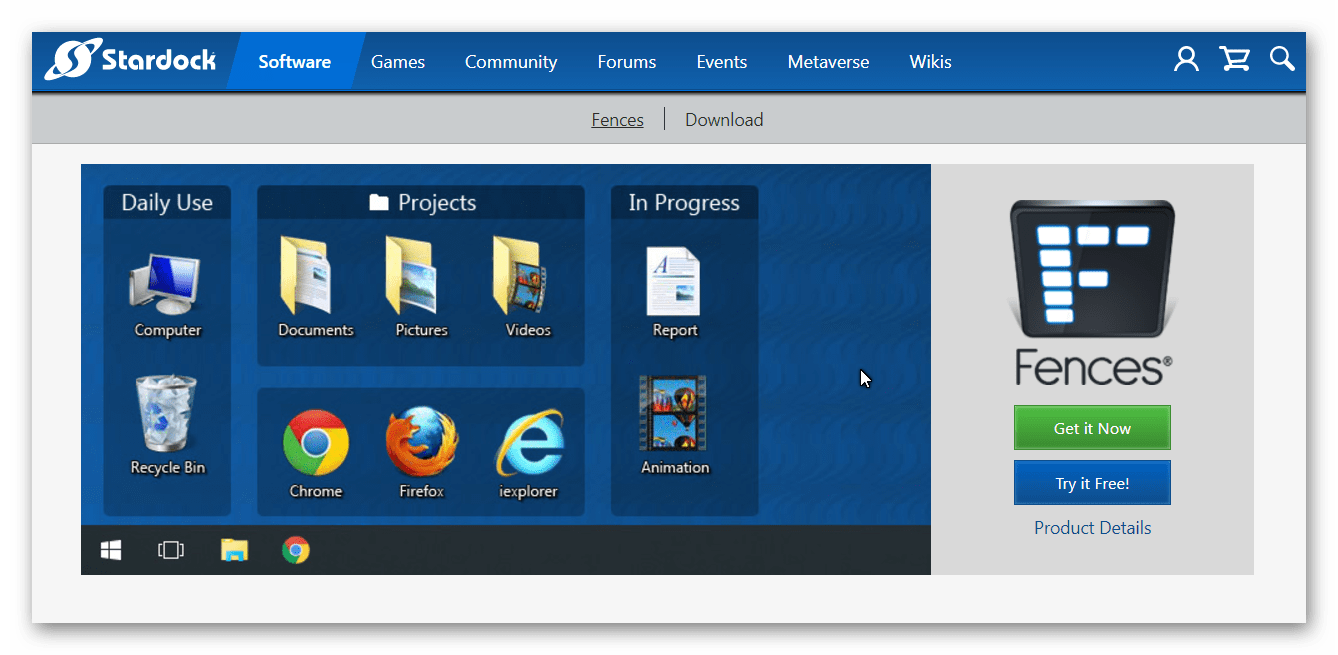 Stardock Software Games Community Forums Events Metaverse Wikis
Fences Download
Daily Use Projects In Progress
Computer Documents Pictures Videos Report
Recycle Bin Chrome Firefox iexplorer Animation
Fences®
Get it Now
Try it Free!
Product Details